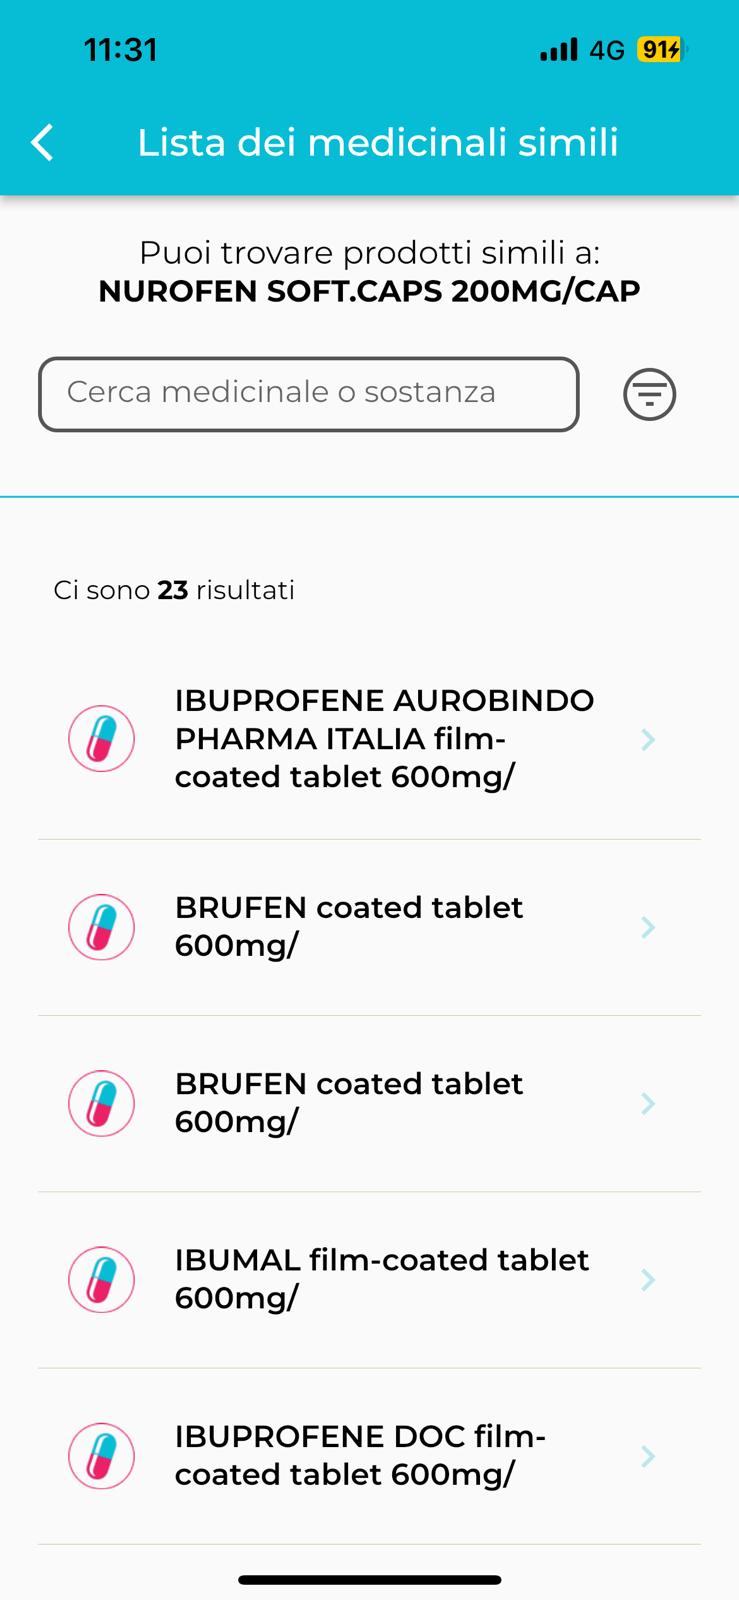 11:31
4G
91
Lista dei medicinali simili
Puoi trovare prodotti simili a:
NUROFEN SOFT.CAPS 200MG/CAP
Cerca medicinale o sostanza
Ci sono 23 risultati
IBUPROFENE AUROBINDO
PHARMA ITALIA film-
coated tablet 600mg/
BRUFEN coated tablet
600mg/
BRUFEN coated tablet
600mg/
IBUMAL film-coated tablet
600mg/
IBUPROFENE DOC film-
coated tablet 600mg/